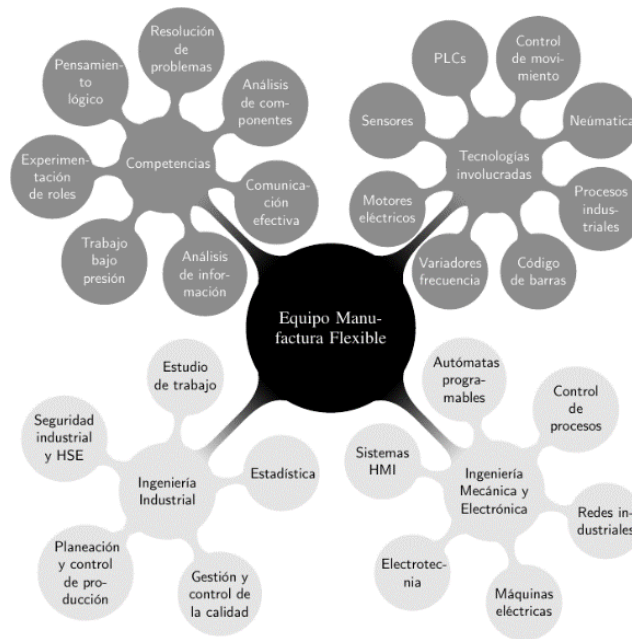 Resolución
de
problemas
Pensamien-
to
lógico
Análisis
de com-
ponentes
Experimen-
tación
de roles
Competencias
Comunica-
ción
efectiva
Trabajo
bajo
presión
Análisis
de infor-
mación
PLCs
Control
de movi-
miento
Sensores
Neúmatica
Tecnologías
involucradas
Motores
eléctricos
Procesos
indus-
triales
Variadores
frecuencia
Código
de barras
Equipo Manu-
factura Flexible
Estudio
de trabajo
Seguridad
industrial
y HSE
Ingeniería
Industrial
Estadística
Planeación
y control
de pro-
ducción
Gestión y
control de
la calidad
Autómatas
progra-
mables
Control
de
procesos
Sistemas
HMI
Ingeniería
Mecánica y
Electrónica
Redes in-
dustriales
Electrotec-
nia
Máquinas
eléctricas